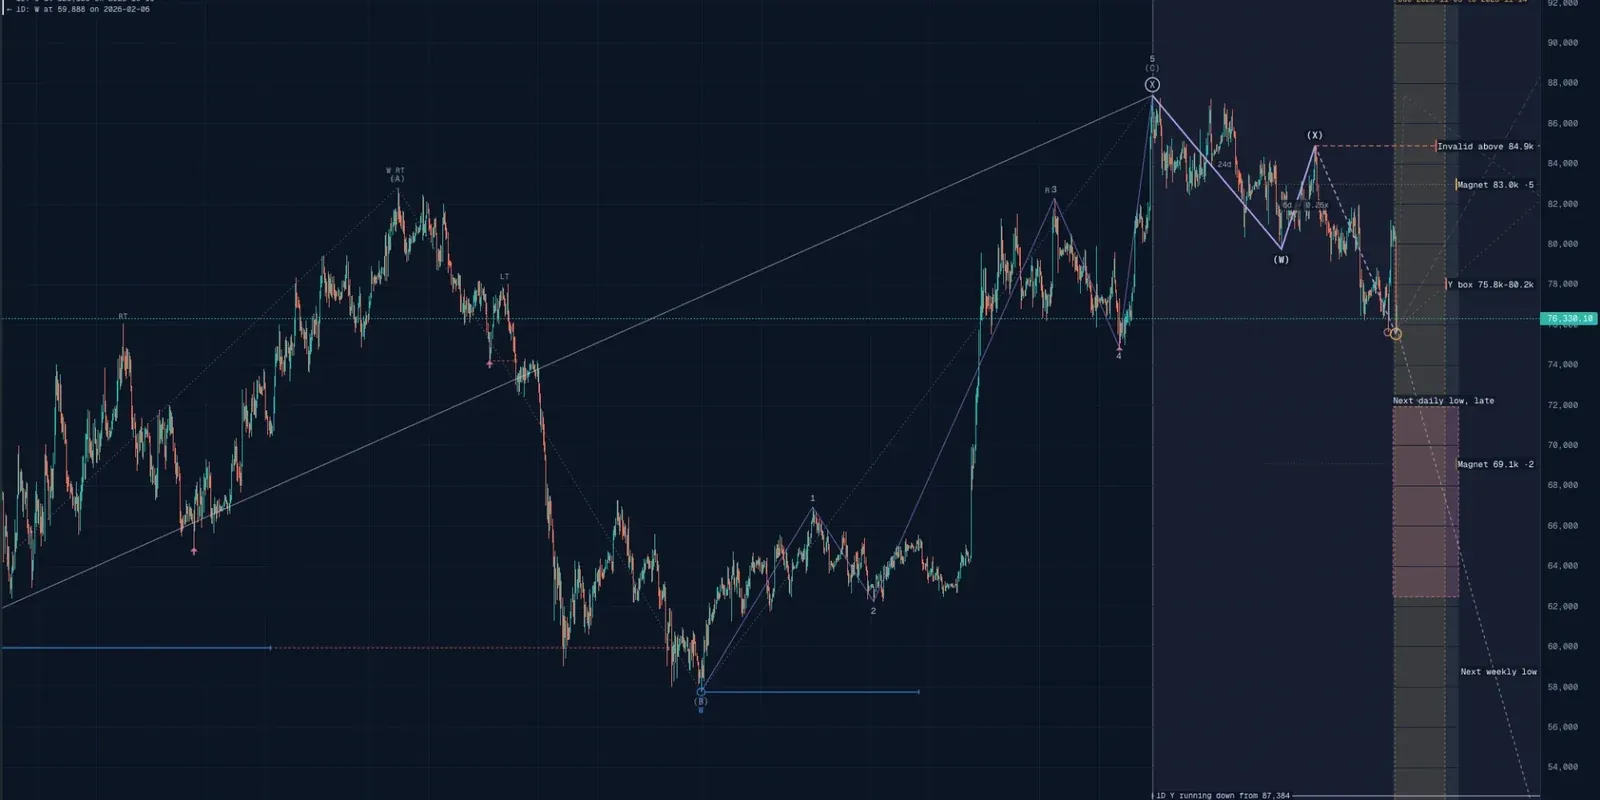 ← 1D: W at 59,888 on 2026-02-06
92,000
90,000
5
(C)
X
88,000
86,000
(X)
Invalid above 84.9k
84,000
24d
W RT
(A)
Magnet 83.0k -5
3
82,000
80,000
(W)
LT
78,000
Y box 75.8k-80.2k
RT
76,330.10
4
74,000
Next daily low, late
72,000
70,000
Magnet 69.1k -2
68,000
1
66,000
64,000
2
62,000
60,000
Next weekly low
58,000
(B)
56,000
54,000
1D Y running down from 87,384